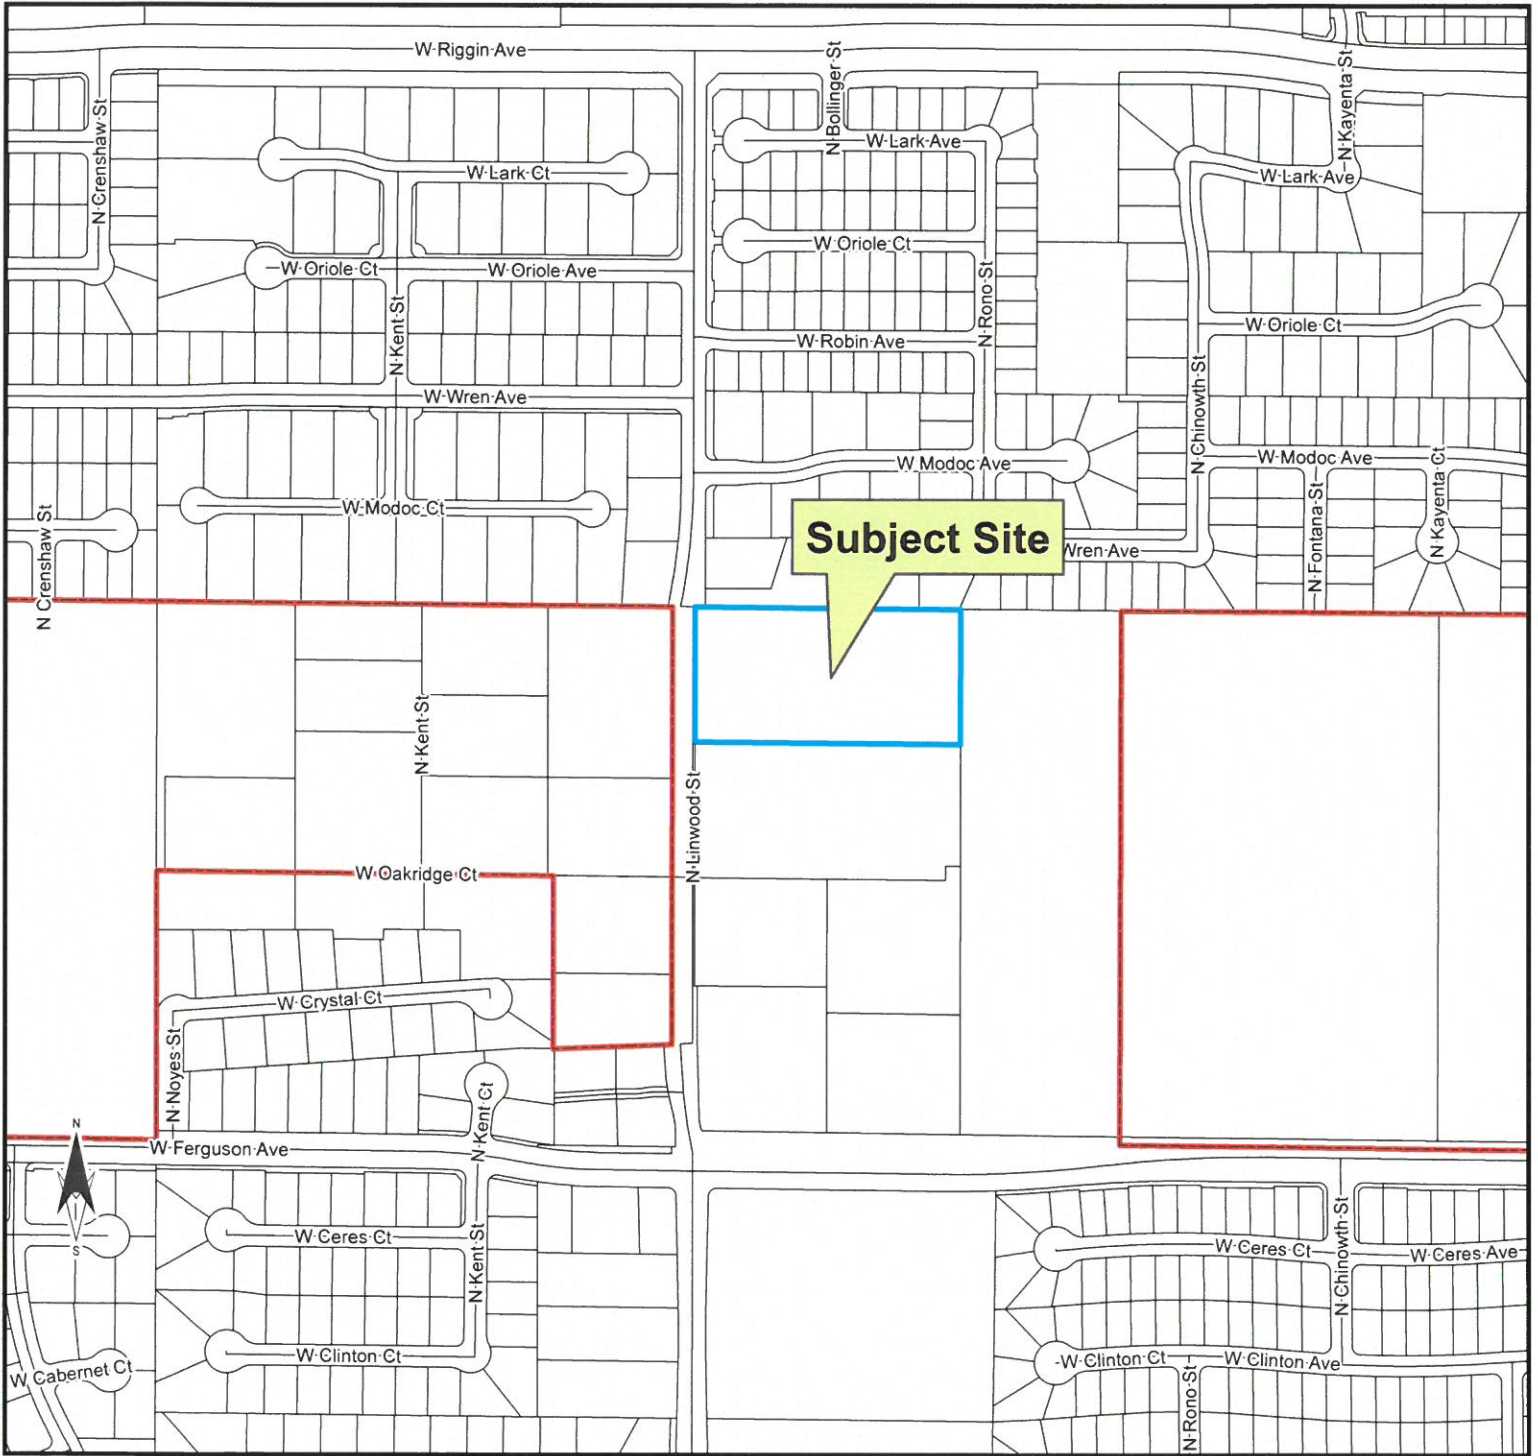 W Riggin Ave
N Bollinger St
N Kayenta St
N Crenshaw St
W Lark Ave
W Lark Ct
W Lark Ave
W Oriole Ct
W Oriole Ct
W Oriole Ave
N Rono St
N Kent St
W Oriole Ct
W Robin Ave
W Wren Ave
N Chinowth St
W Modoc Ave
W Modoc Ave
N Kayenta Ct
W Modoc Ct
N Fontana St
Subject Site
Wren Ave
N Crenshaw St
N Kent St
N Linwood St
W Oakridge Ct
W Crystal Ct
N Noyes St
N Kent Ct
N
W Ferguson Ave
S
W Ceres Ct
N Kent St
W Ceres Ct
W Ceres Ave
N Chinowth St
W Clinton Ct
W Clinton Ct
W Clinton Ave
W Cabernet Ct
N Rono St